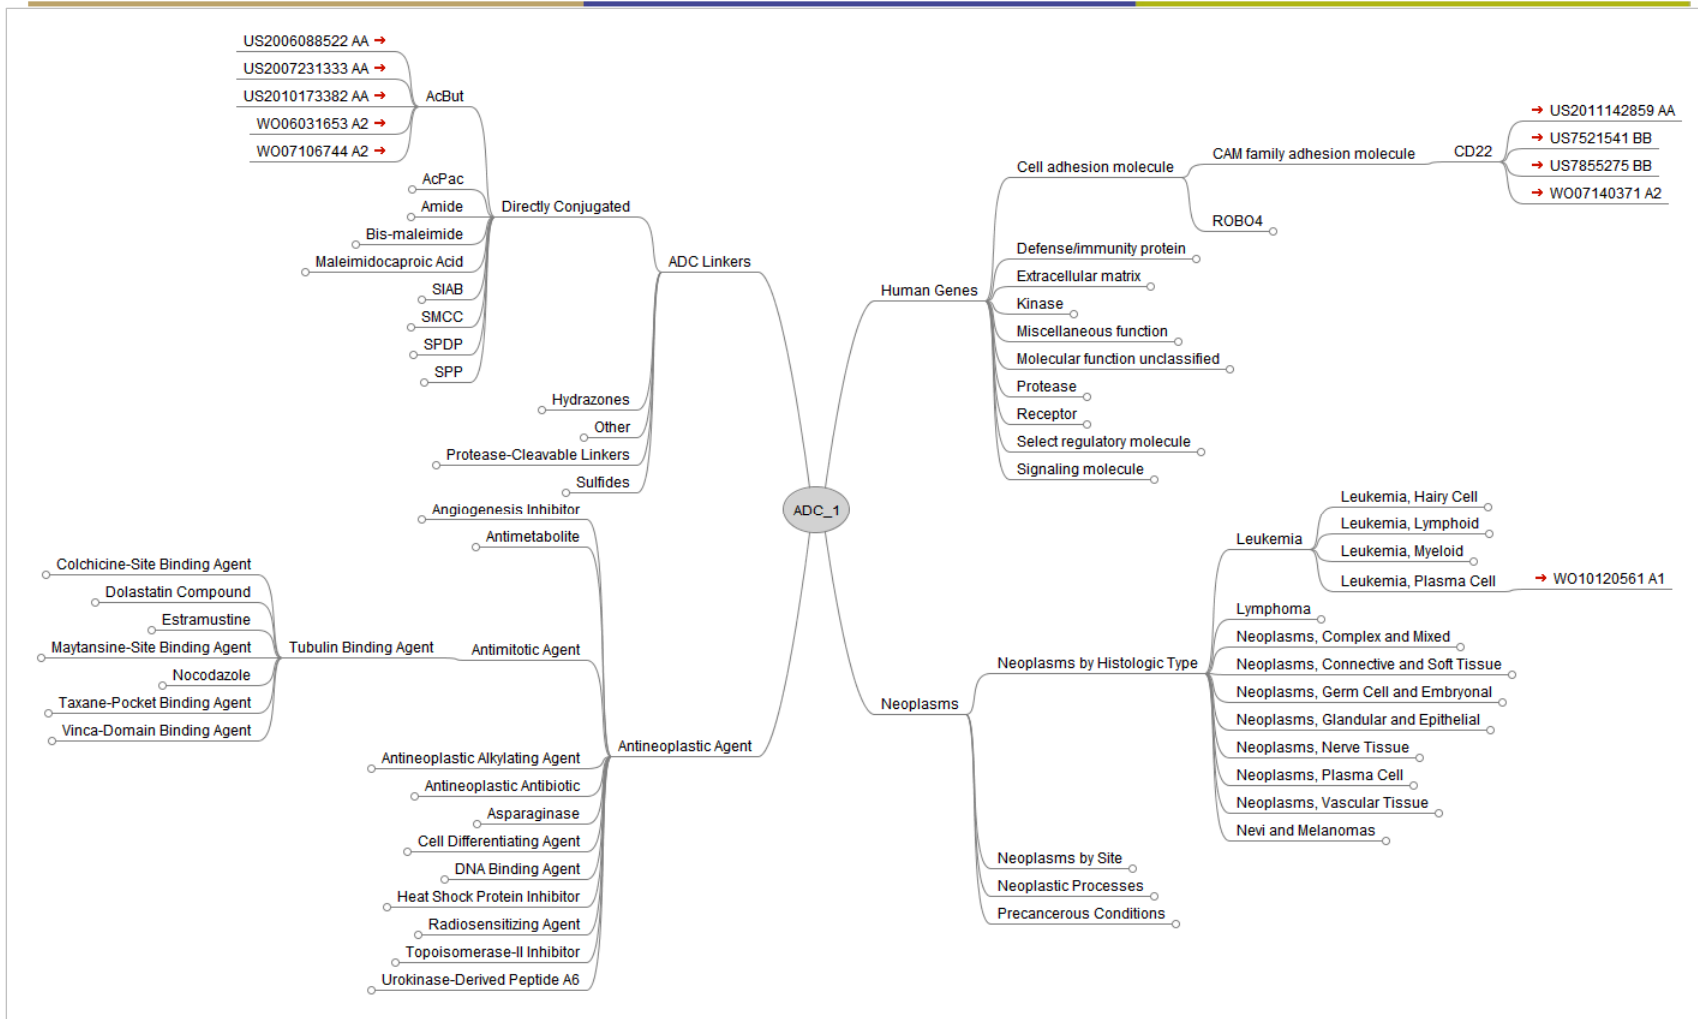 US2006088522 AA
US2007231333 AA
US2010173382 AA
WO06031653 A2
WO07106744 A2
AcBut
AcPac
Amide
Bis-maleimide
Maleimidocaproic Acid
SIAB
SMCC
SPDP
SPP
Directly Conjugated
Hydrazones
Other
Protease-Cleavable Linkers
Sulfides
ADC Linkers
Angiogenesis Inhibitor
Antimetabolite
Colchicine-Site Binding Agent
Dolastatin Compound
Estramustine
Maytansine-Site Binding Agent
Nocodazole
Taxane-Pocket Binding Agent
Vinca-Domain Binding Agent
Tubulin Binding Agent
Antimitotic Agent
Antineoplastic Alkylating Agent
Antineoplastic Antibiotic
Asparaginase
Cell Differentiating Agent
DNA Binding Agent
Heat Shock Protein Inhibitor
Radiosensitizing Agent
Topoisomerase-II Inhibitor
Urokinase-Derived Peptide A6
Antineoplastic Agent
ADC_1
Human Genes
Cell adhesion molecule
CAM family adhesion molecule
CD22
US2011142859 AA
US7521541 BB
US7855275 BB
WO07140371 A2
ROBO4
Defense/immunity protein
Extracellular matrix
Kinase
Miscellaneous function
Molecular function unclassified
Protease
Receptor
Select regulatory molecule
Signaling molecule
Neoplasms
Neoplasms by Histologic Type
Leukemia
Leukemia, Hairy Cell
Leukemia, Lymphoid
Leukemia, Myeloid
Leukemia, Plasma Cell
WO10120561 A1
Lymphoma
Neoplasms, Complex and Mixed
Neoplasms, Connective and Soft Tissue
Neoplasms, Germ Cell and Embryonal
Neoplasms, Glandular and Epithelial
Neoplasms, Nerve Tissue
Neoplasms, Plasma Cell
Neoplasms, Vascular Tissue
Nevi and Melanomas
Neoplasms by Site
Neoplastic Processes
Precancerous Conditions